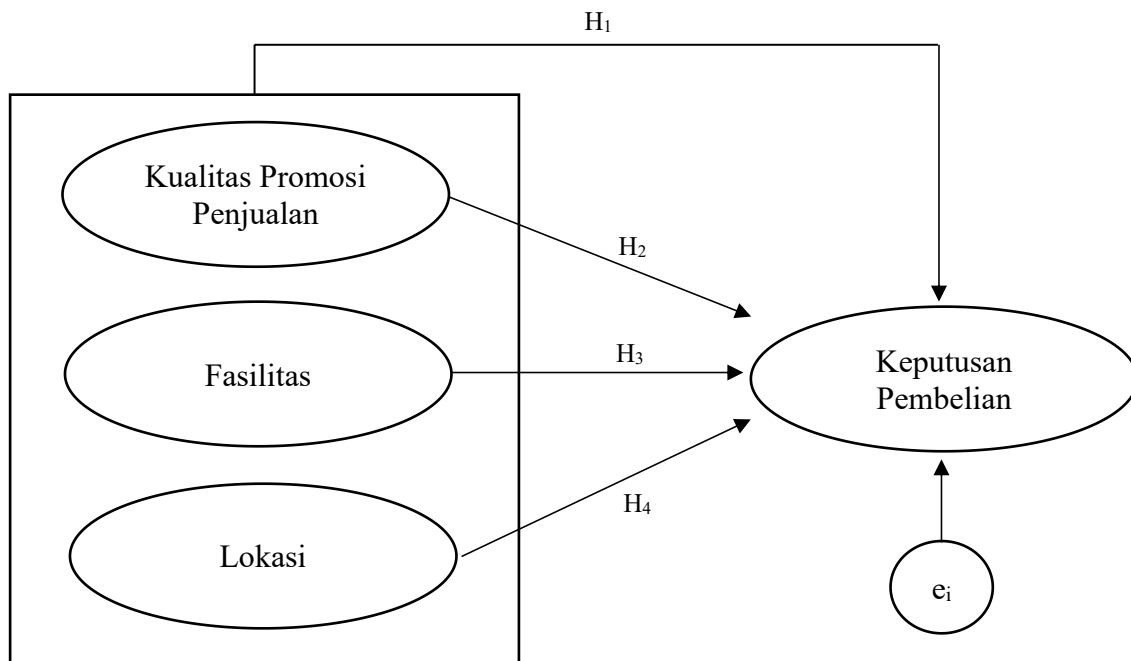 H₁
Kualitas Promosi
Penjualan
H₂
Fasilitas
H₃
Keputusan
Pembelian
Lokasi
H₄
eᵢ